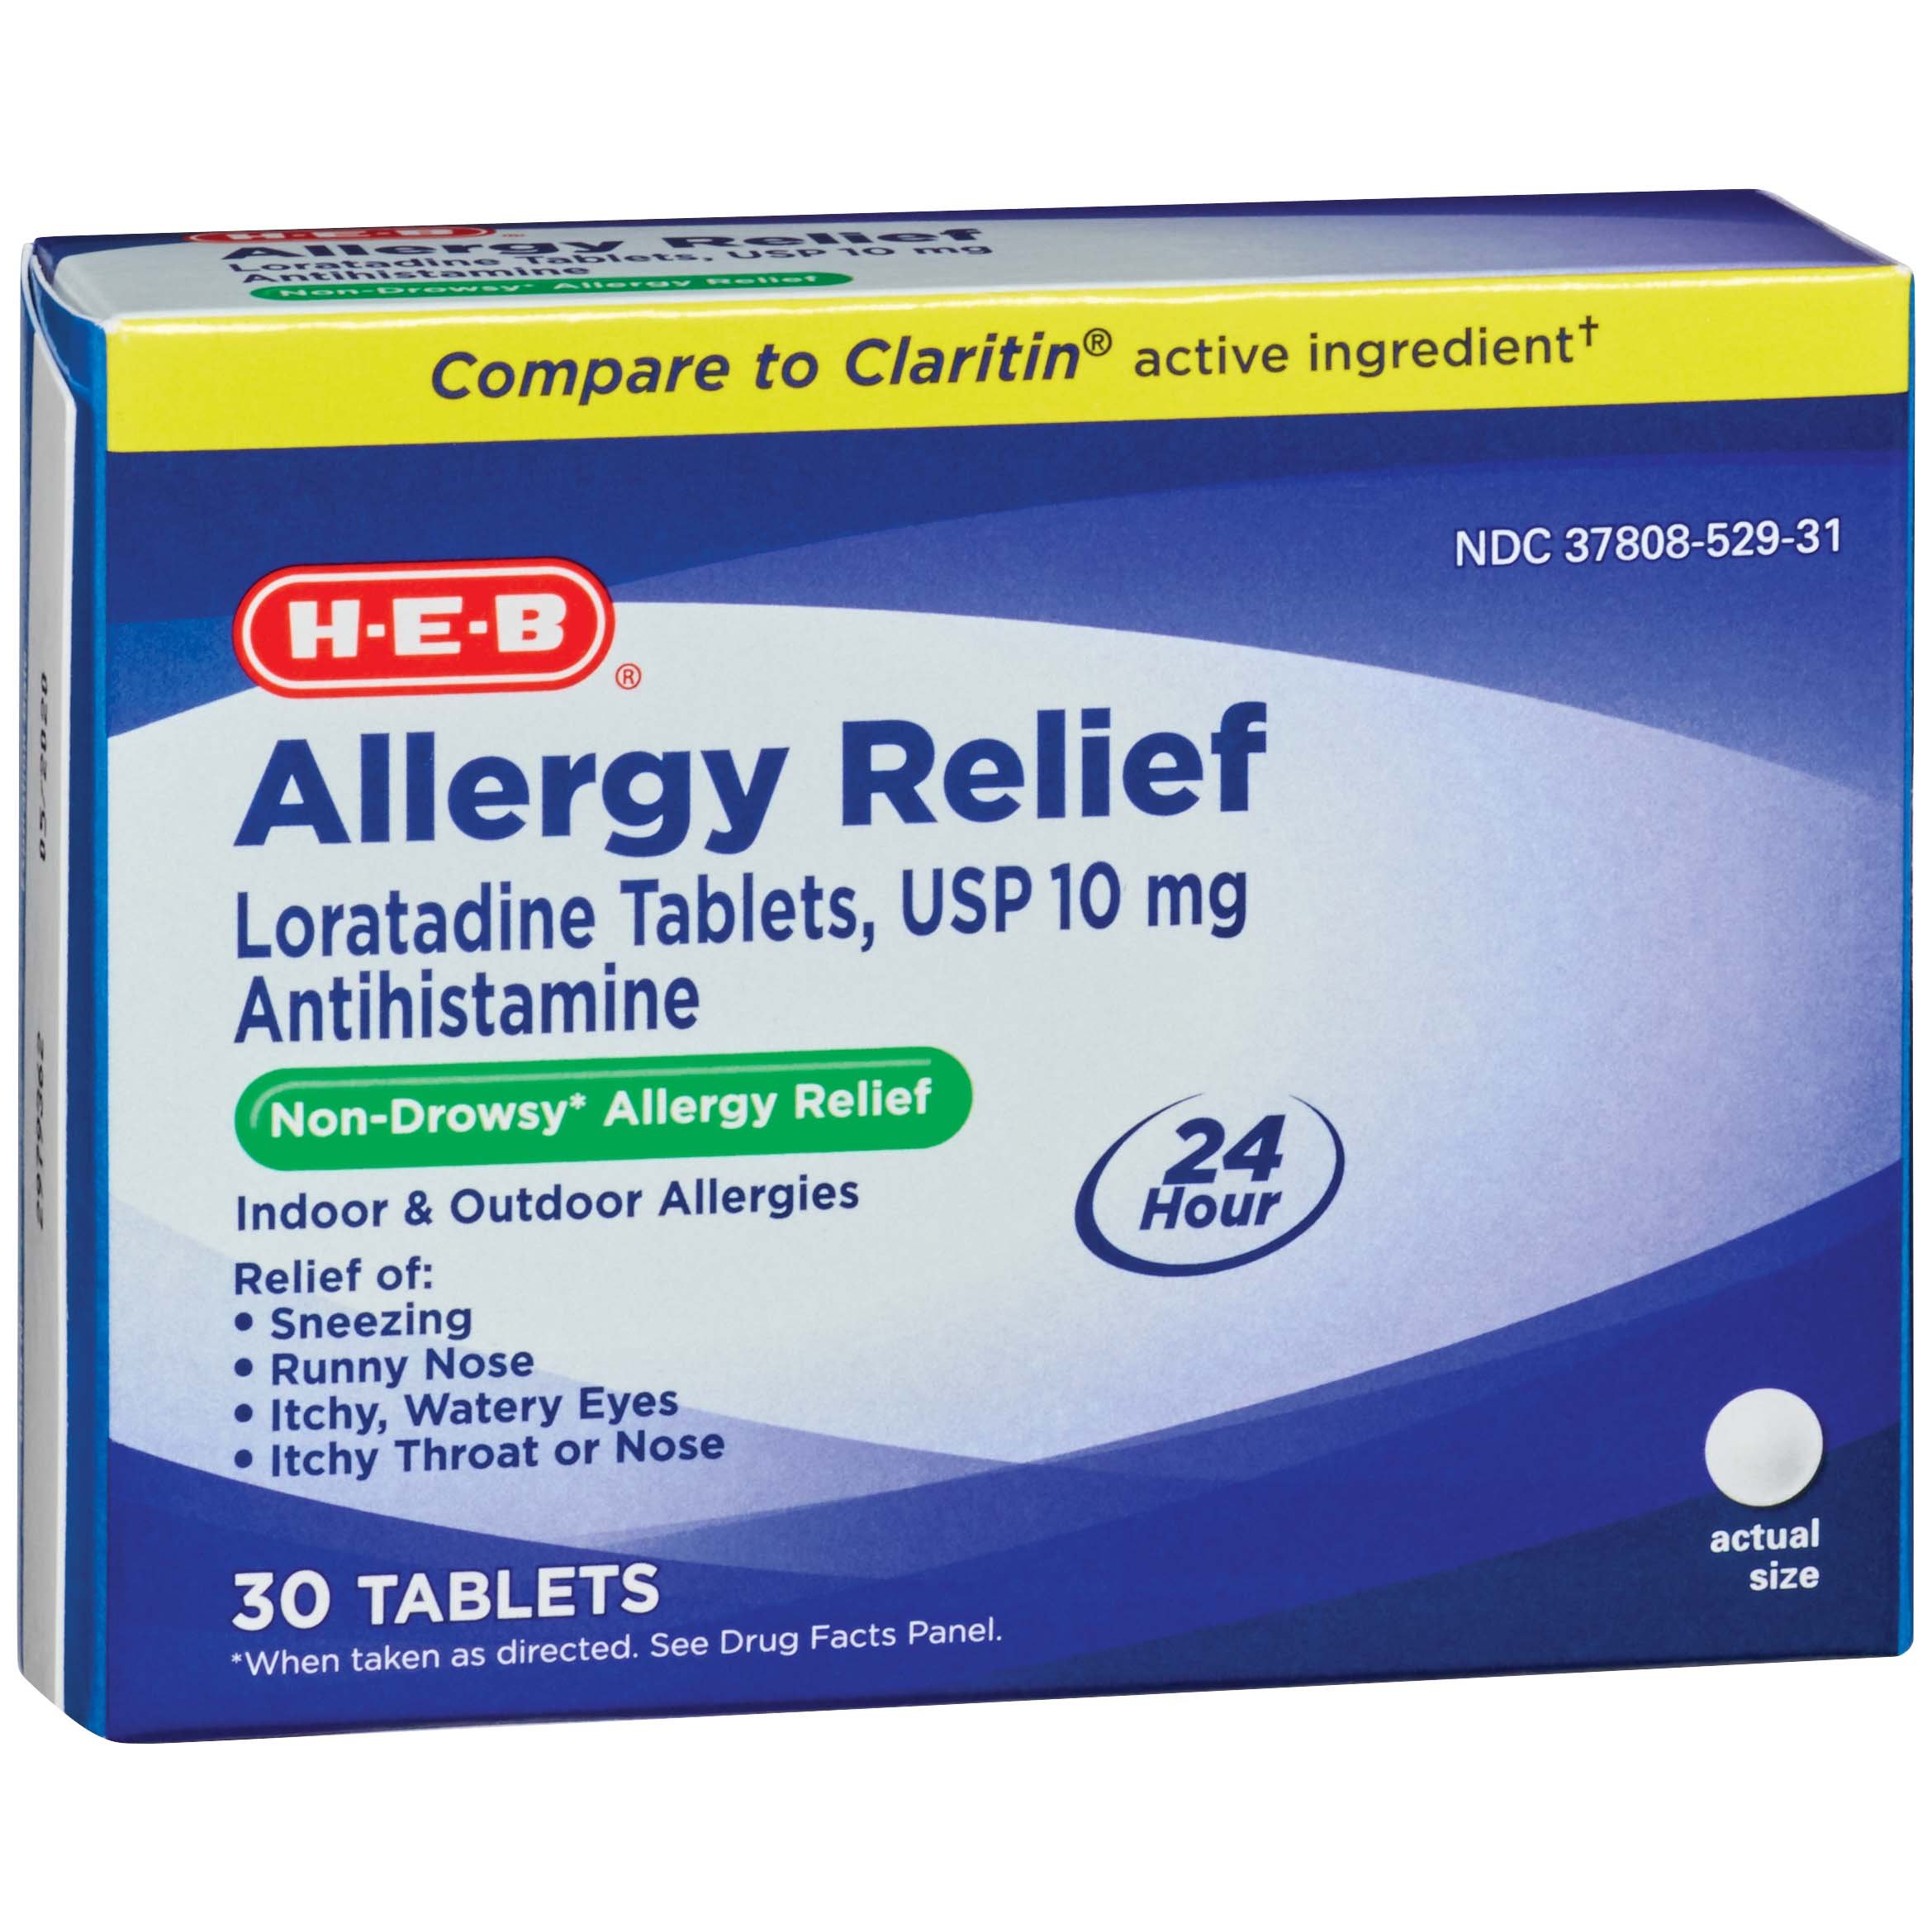 H-E-B®
Allergy Relief
Loratadine Tablets, USP 10 mg
Antihistamine
Non-Drowsy* Allergy Relief
Compare to Claritin® active ingredient†
NDC 37808-529-31
H-E-B®
Allergy Relief
Loratadine Tablets, USP 10 mg
Antihistamine
Non-Drowsy* Allergy Relief
24
Hour
Indoor & Outdoor Allergies
Relief of:
• Sneezing
• Runny Nose
• Itchy, Watery Eyes
• Itchy Throat or Nose
actual
size
30 TABLETS
*When taken as directed. See Drug Facts Panel.
05/2020